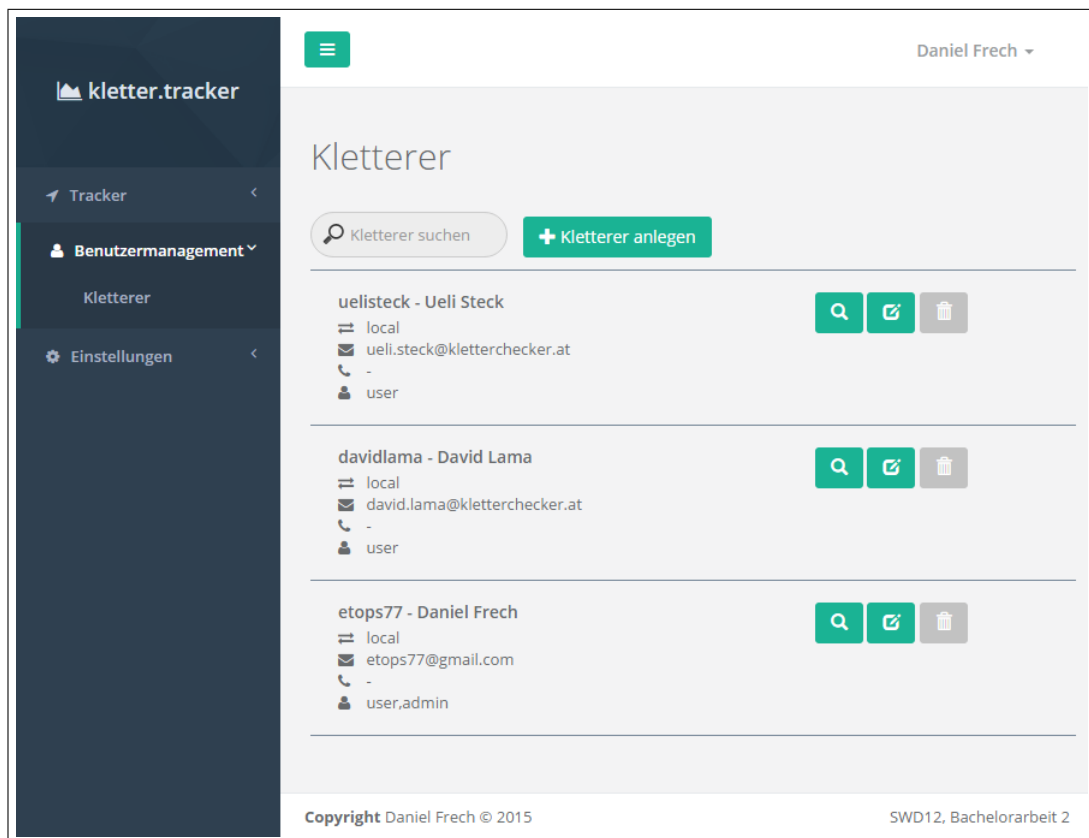 kletter.tracker
Daniel Frech
Tracker
Benutzermanagement
Kletterer
Einstellungen
Kletterer
Kletterer suchen
Kletterer anlegen
uelisteck - Ueli Steck
local
ueli.steck@kletterchecker.at
-
user
davidlama - David Lama
local
david.lama@kletterchecker.at
-
user
etops77 - Daniel Frech
local
etops77@gmail.com
-
user,admin
Copyright Daniel Frech © 2015
SWD12, Bachelorarbeit 2